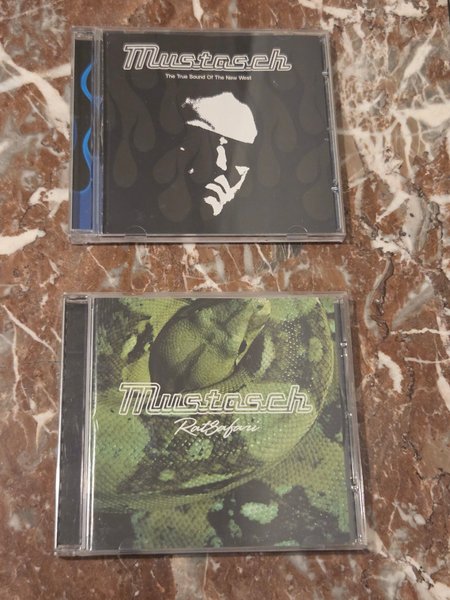 Mustasch
The True Sound Of The New West
Mustasch
RatSafari